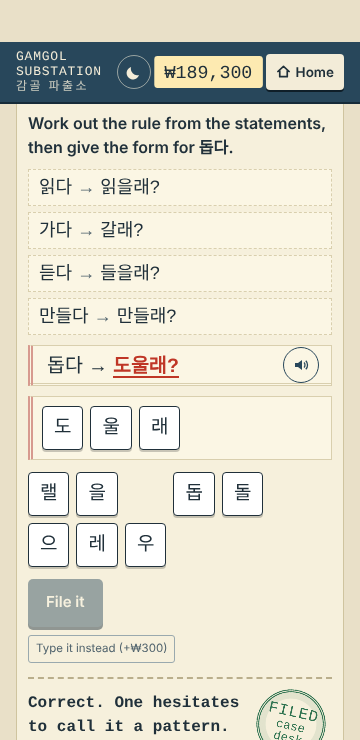 GAMGOL
SUBSTATION
감골 파출소
₩189,300
Home
Work out the rule from the statements,
then give the form for 돕다.
읽다 → 읽을래?
가다 → 갈래?
듣다 → 들을래?
만들다 → 만들래?
돕다 → 도울래?
도 울 래
랠 을 돕 돌
으 레 우
File it
Type it instead (+₩300)
Correct. One hesitates
to call it a pattern.
FILED
case
desk